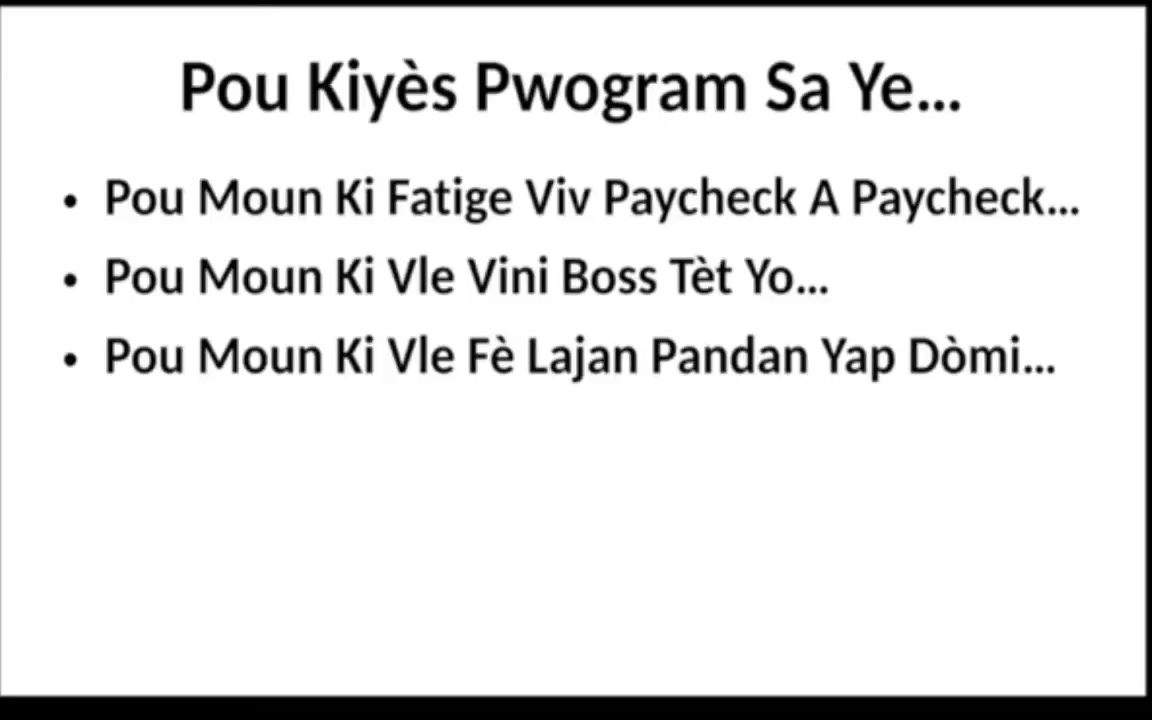 Pou Kiyès Pwogram Sa Ye...
• Pou Moun Ki Fatige Viv Paycheck A Paycheck...
• Pou Moun Ki Vle Vini Boss Tèt Yo...
• Pou Moun Ki Vle Fè Lajan Pandan Yap Dòmi...